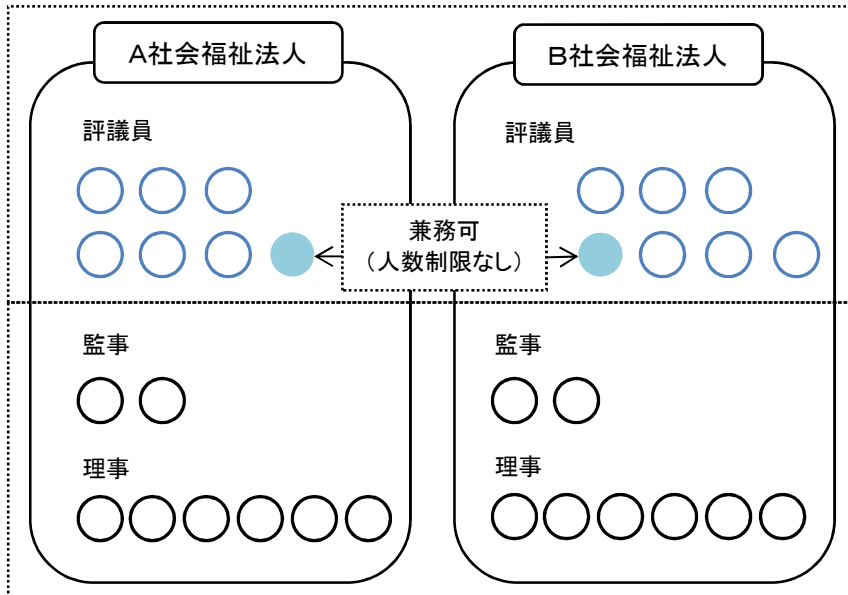 A社会福祉法人
B社会福祉法人
評議員
評議員
兼務可
（人数制限なし）
監事
監事
理事
理事